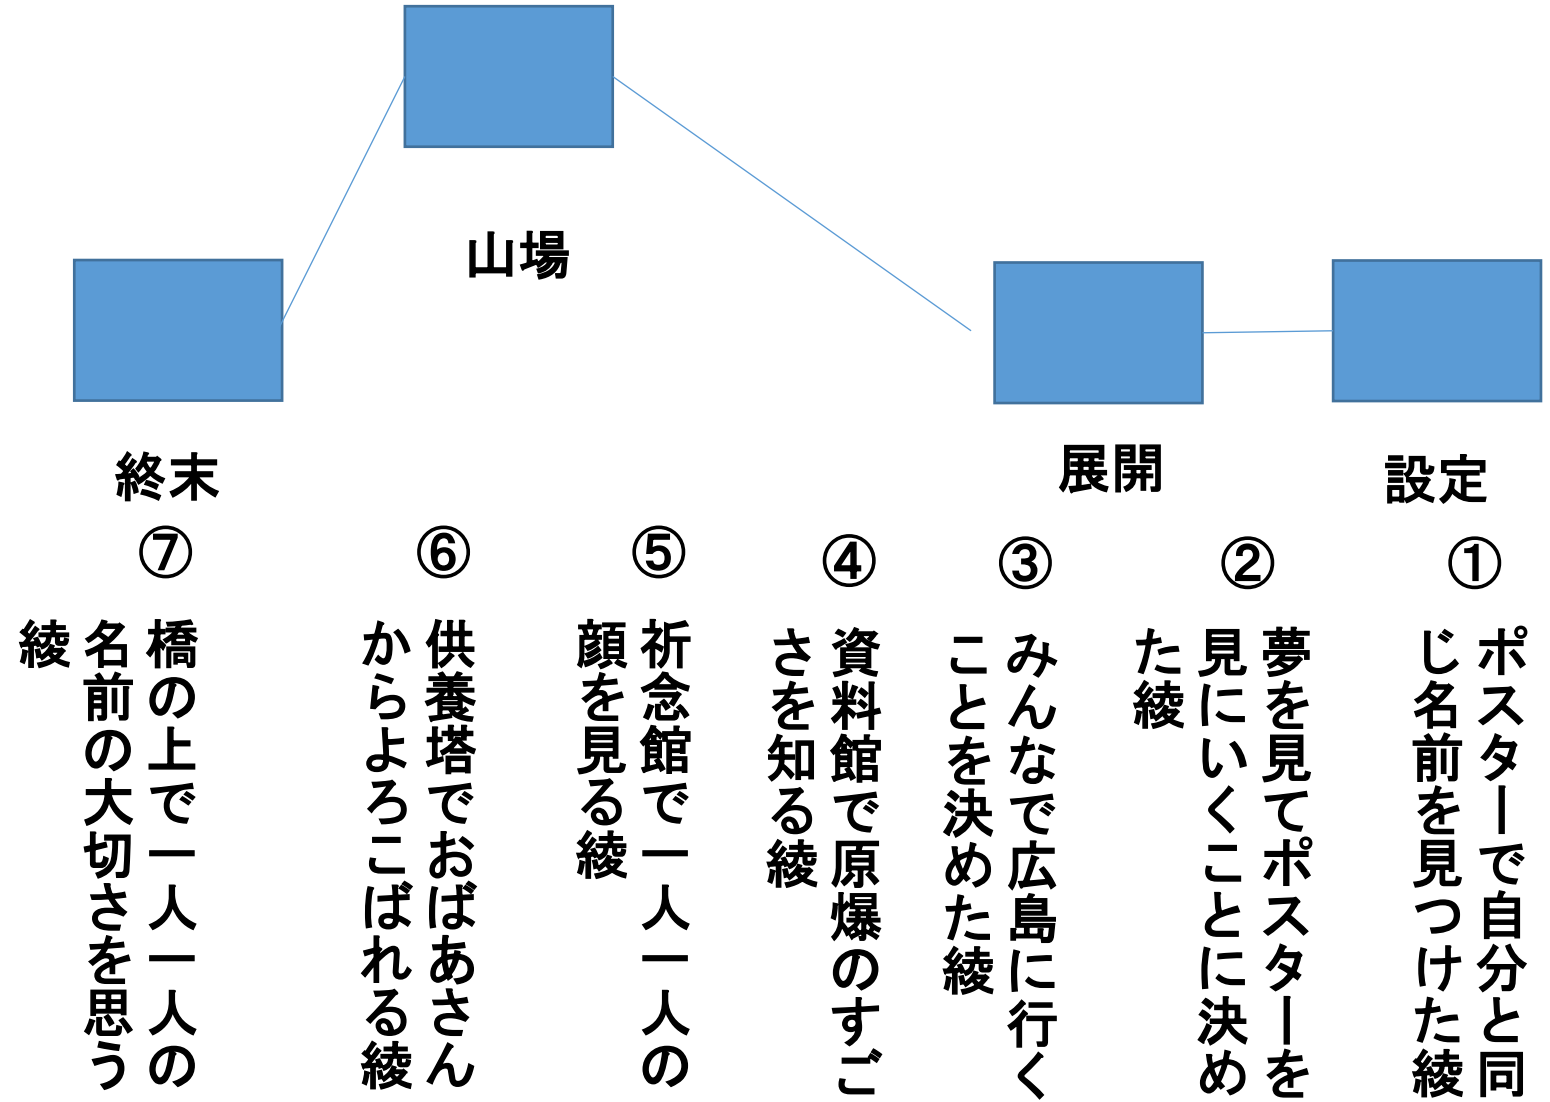 設定
展開
山場
終末
①
ポスターで自分と同
じ名前を見つけた綾
②
夢を見てポスターを
見にいくことに決め
た綾
③
みんなで広島に行く
ことを決めた綾
④
資料館で原爆のすご
さを知る綾
⑤
祈念館で一人一人の
顔を見る綾
⑥
供養塔でおばあさん
からよろこばれる綾
⑦
橋の上で一人一人の
名前の大切さを思う
綾